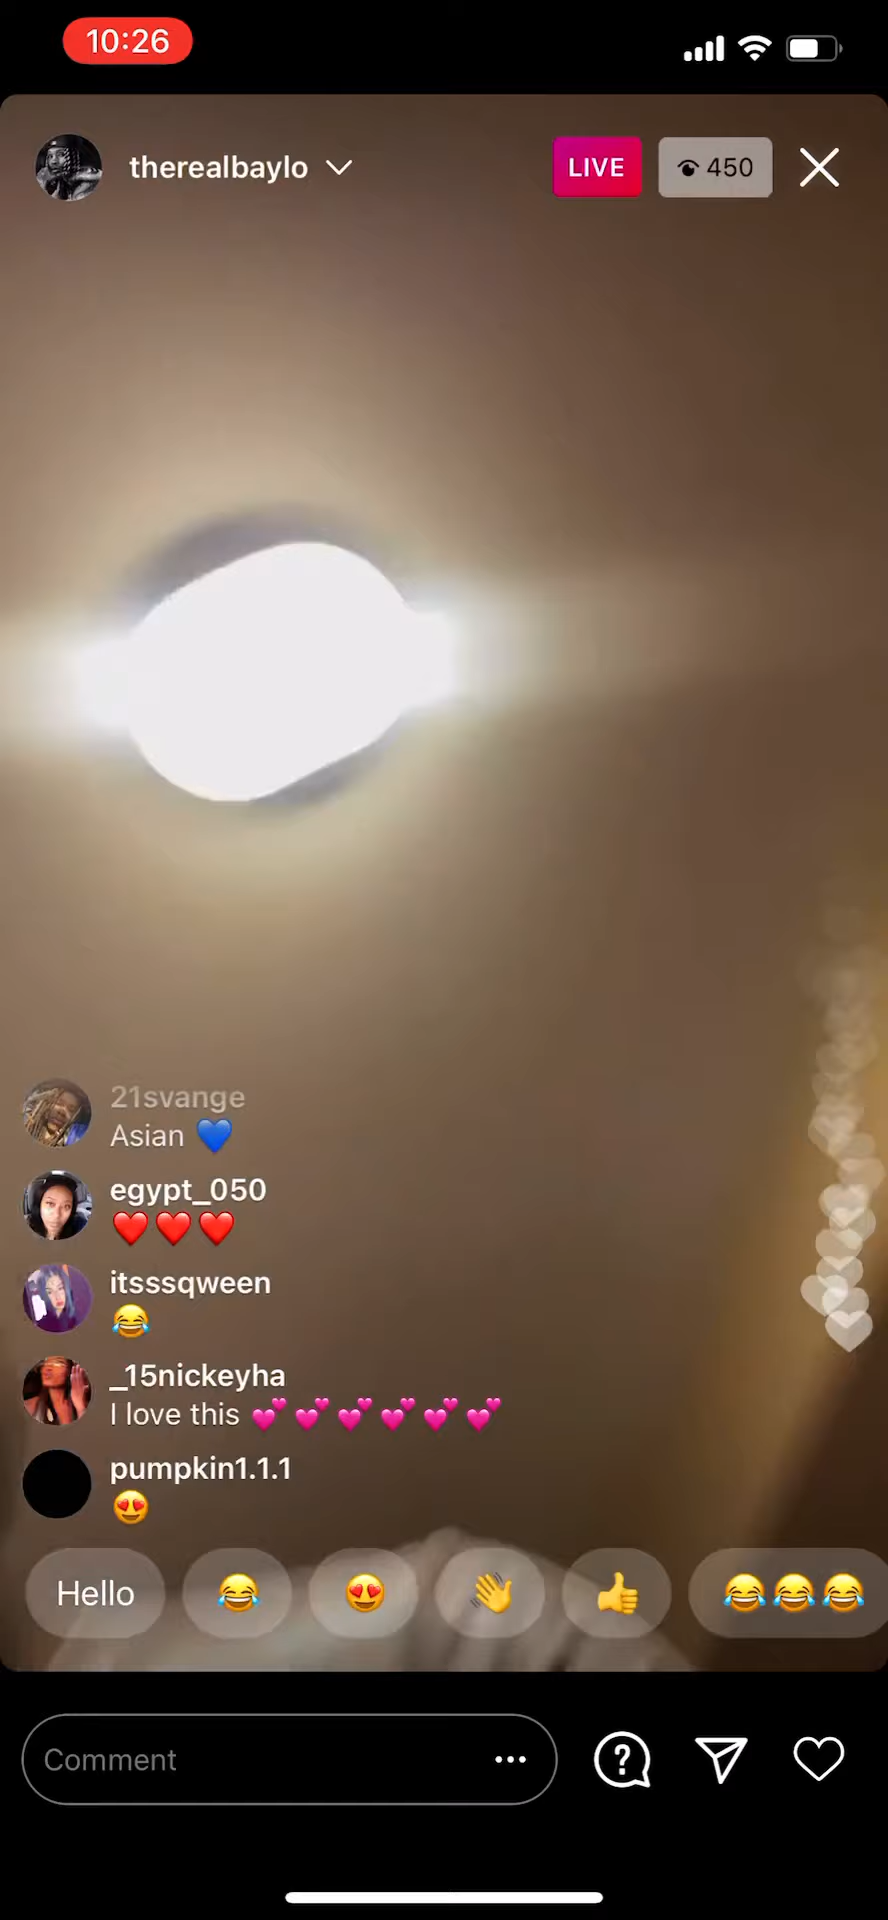 10:26
therealbaylo
LIVE
450
21svange
Asian 💙
egypt_050
❤️❤️❤️
itsssqween
😂
_15nickeyha
I love this 💕💕💕💕💕💕
pumpkin1.1.1
😍
Hello 😂 😍 👋 👍 😂😂😂
Comment